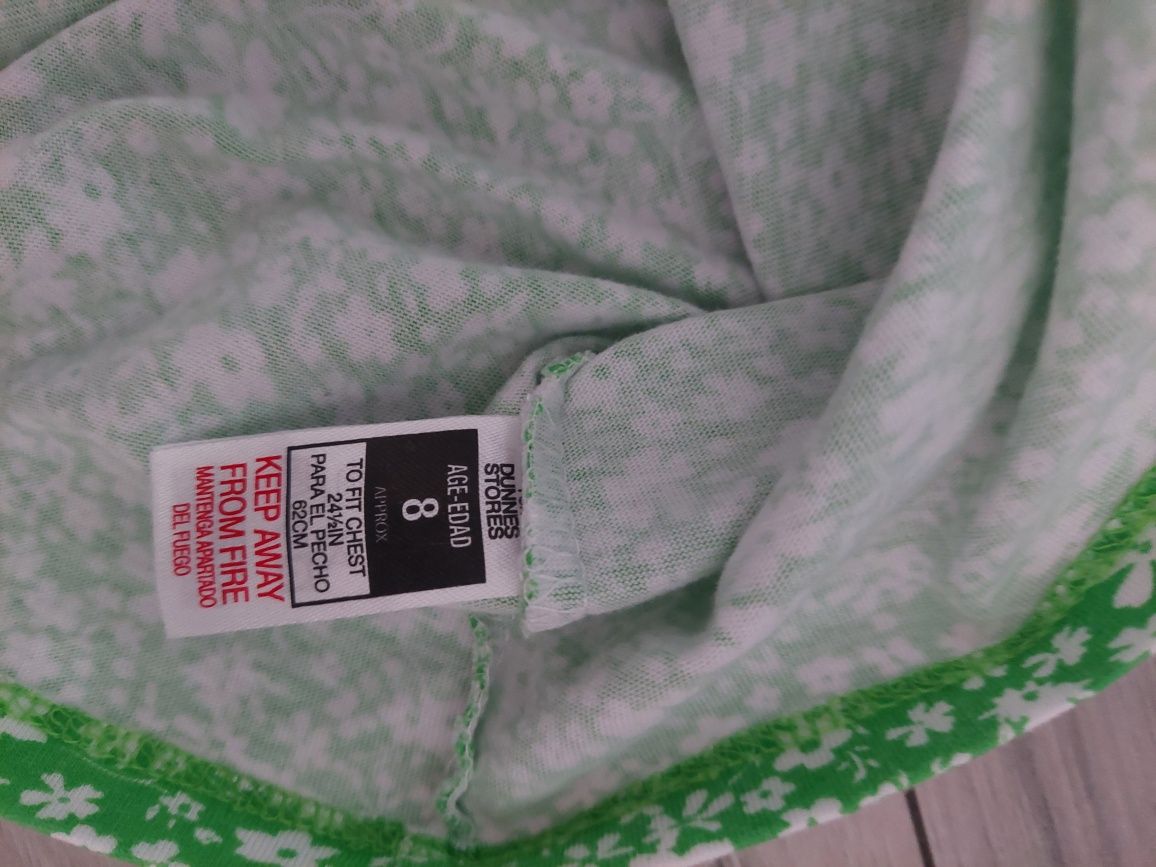 DUNNES
STORES
AGE-EDAD
8
APPROX
TO FIT CHEST
24½IN
PARA EL PECHO
62CM
KEEP AWAY
FROM FIRE
MANTENGA APARTADO
DEL FUEGO